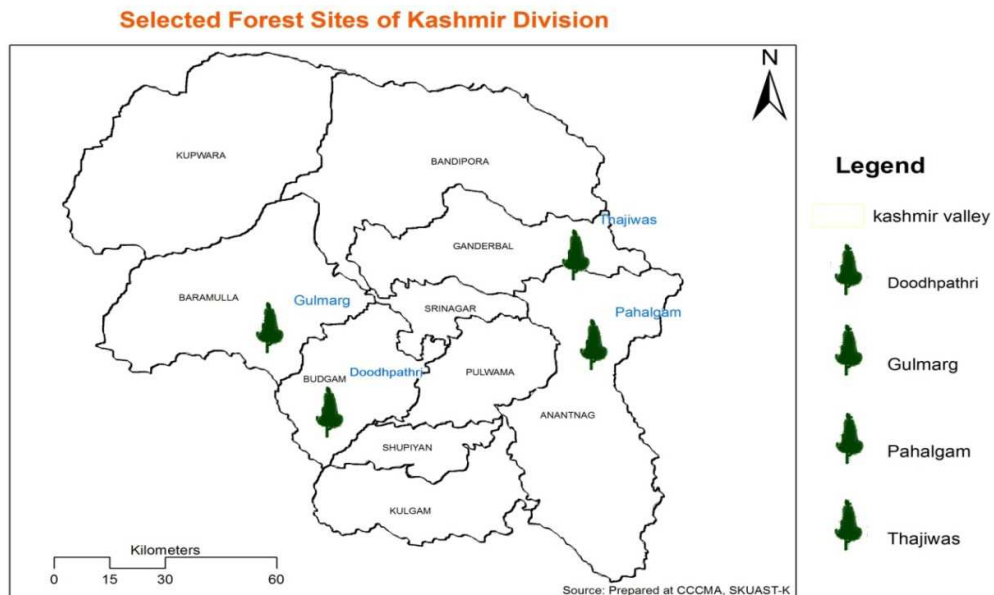 Selected Forest Sites of Kashmir Division
N
KUPWARA
BANDIPORA
Thajiwas
GANDERBAL
BARAMULLA
Gulmarg
SRINAGAR
Pahalgam
BUDGAM
Doodhpathri
PULWAMA
ANANTNAG
SHUPIYAN
KULGAM
Kilometers
0 15 30 60
Source: Prepared at CCCMA, SKUAST-K
Legend
kashmir valley
Doodhpathri
Gulmarg
Pahalgam
Thajiwas